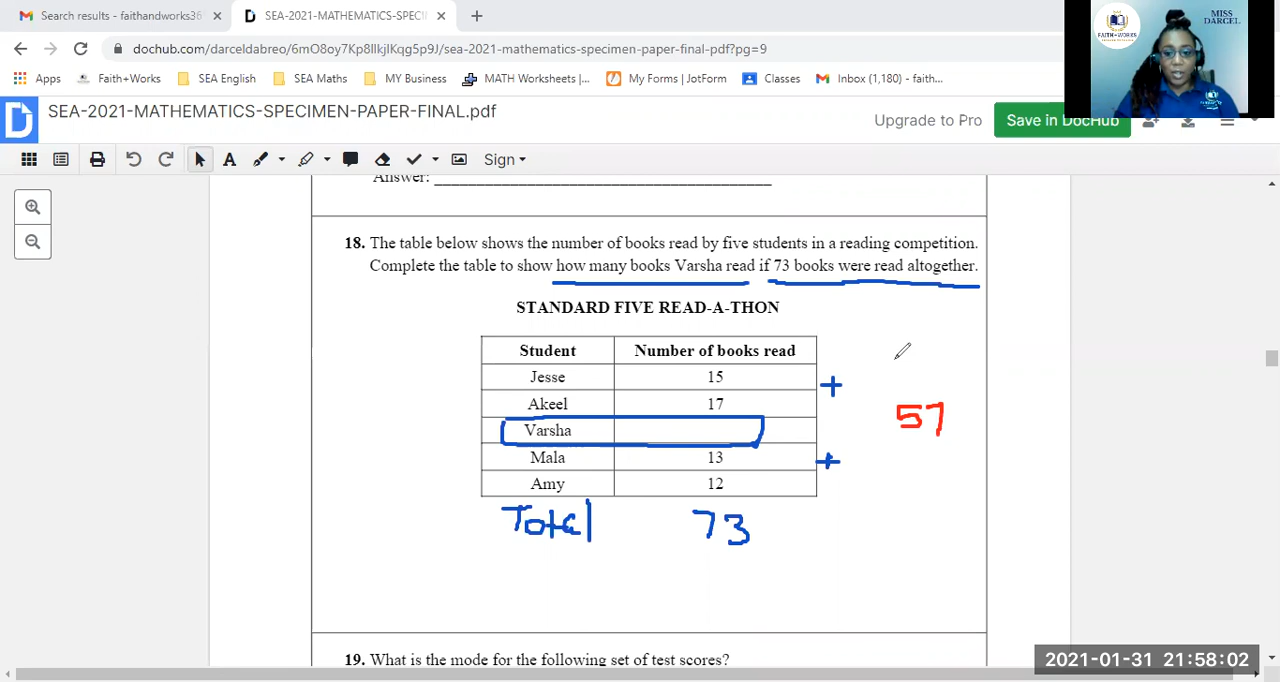 Search results - faithandworks36
SEA-2021-MATHEMATICS-SPECI
dochub.com/darceldabreo/6mO8oy7Kp8llkjlKqg5p9J/sea-2021-mathematics-specimen-paper-final-pdf?pg=9
Apps Faith+Works SEA English SEA Maths MY Business MATH Worksheets |... My Forms | JotForm Classes Inbox (1,180) - faith...
FAITH+WORKS
MISS DARCEL
SEA-2021-MATHEMATICS-SPECIMEN-PAPER-FINAL.pdf
Upgrade to Pro Save in DocHub
A Sign
Answer:
18. The table below shows the number of books read by five students in a reading competition.
Complete the table to show how many books Varsha read if 73 books were read altogether.
STANDARD FIVE READ-A-THON
Student Number of books read
Jesse 15 +
Akeel 17
57
Varsha
Mala 13 +
Amy 12
Total 73
19. What is the mode for the following set of test scores?
2021-01-31 21:58:02